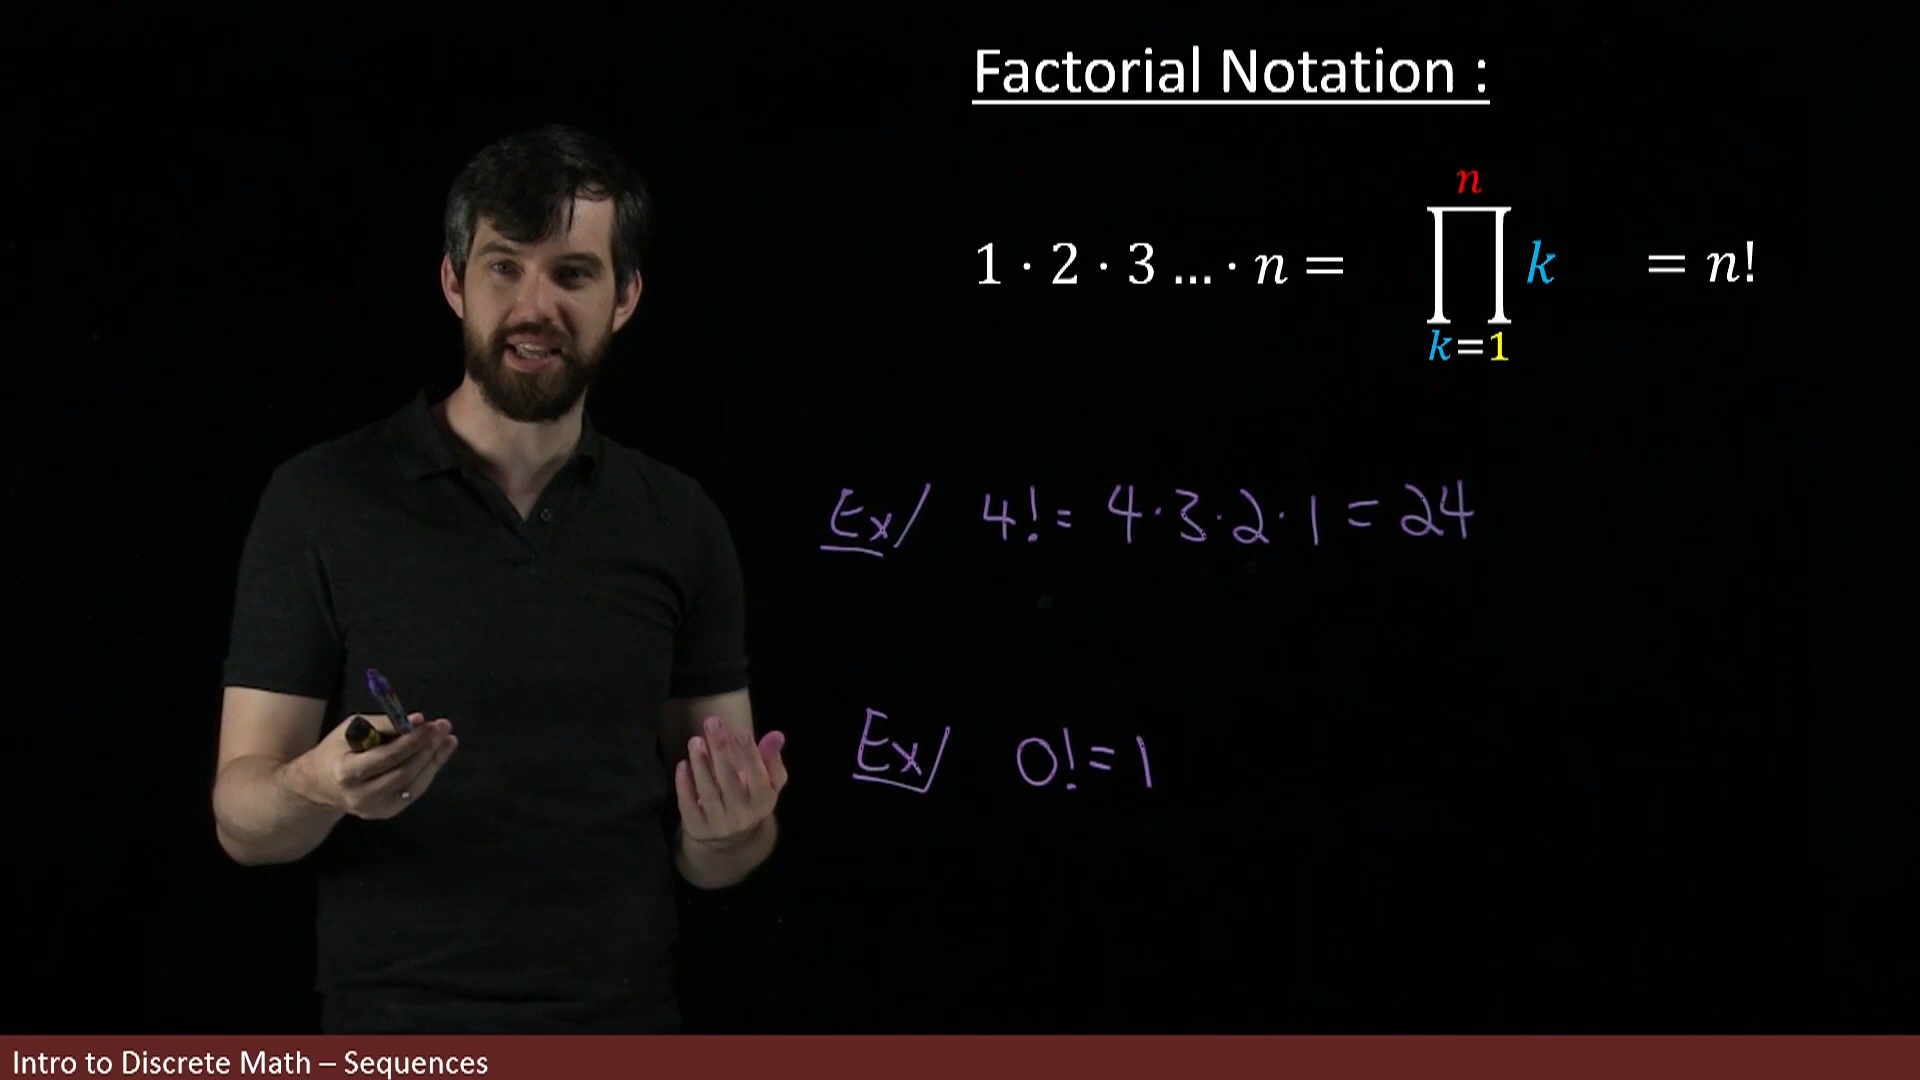 Factorial Notation :
n
1 · 2 · 3 ... · n = ∏ k = n!
k=1
Ex/ 4! = 4·3·2·1 = 24
Ex/ 0! = 1
Intro to Discrete Math – Sequences